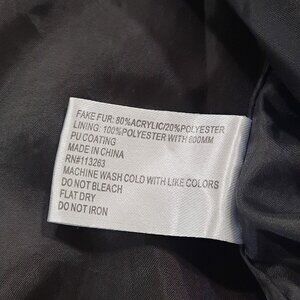 FAKE FUR: 80%ACRYLIC/20%POLYESTER
LINING: 100%POLYESTER WITH 600MM
PU COATING
MADE IN CHINA
RN#113263
MACHINE WASH COLD WITH LIKE COLORS
DO NOT BLEACH
FLAT DRY
DO NOT IRON